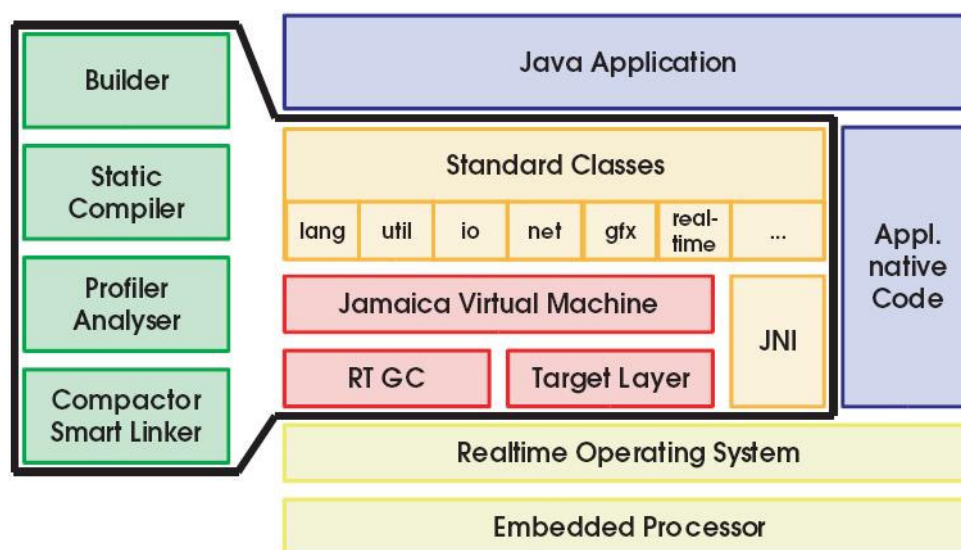 Builder
Static
Compiler
Profiler
Analyser
Compactor
Smart Linker
Java Application
Standard Classes
lang util io net gfx real-
time ...
Jamaica Virtual Machine
RT GC Target Layer
JNI
Appl.
native
Code
Realtime Operating System
Embedded Processor